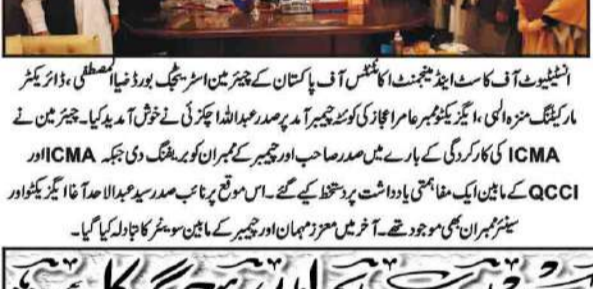 انسٹیٹیوٹ آف کاسٹ اینڈ مینجمنٹ اکاؤنٹنٹس آف پاکستان کے چیئرمین اسٹریٹجک بورڈ ضیا المصطفی، ڈائریکٹر
مارکیٹنگ منزہ الہی، ایگزیکٹو ممبر عامر اعجاز کی کوئٹہ چیمبر آمد پر صدر عبداللہ اچکزئی نے خوش آمدید کیا۔ چیئرمین نے
ICMA کی کارکردگی کے بارے میں صدر صاحب اور چیمبر کے ممبران کو بریفنگ دی جبکہ ICMA اور
QCCI کے مابین ایک مفاہمتی یادداشت پر دستخط کیے گئے۔ اس موقع پر نائب صدر سید عبدالاحد آغا ایگزیکٹو اور
سینئر ممبران بھی موجود تھے۔ آخر میں معزز مہمان اور چیمبر کے مابین سوینئر کا تبادلہ کیا گیا۔